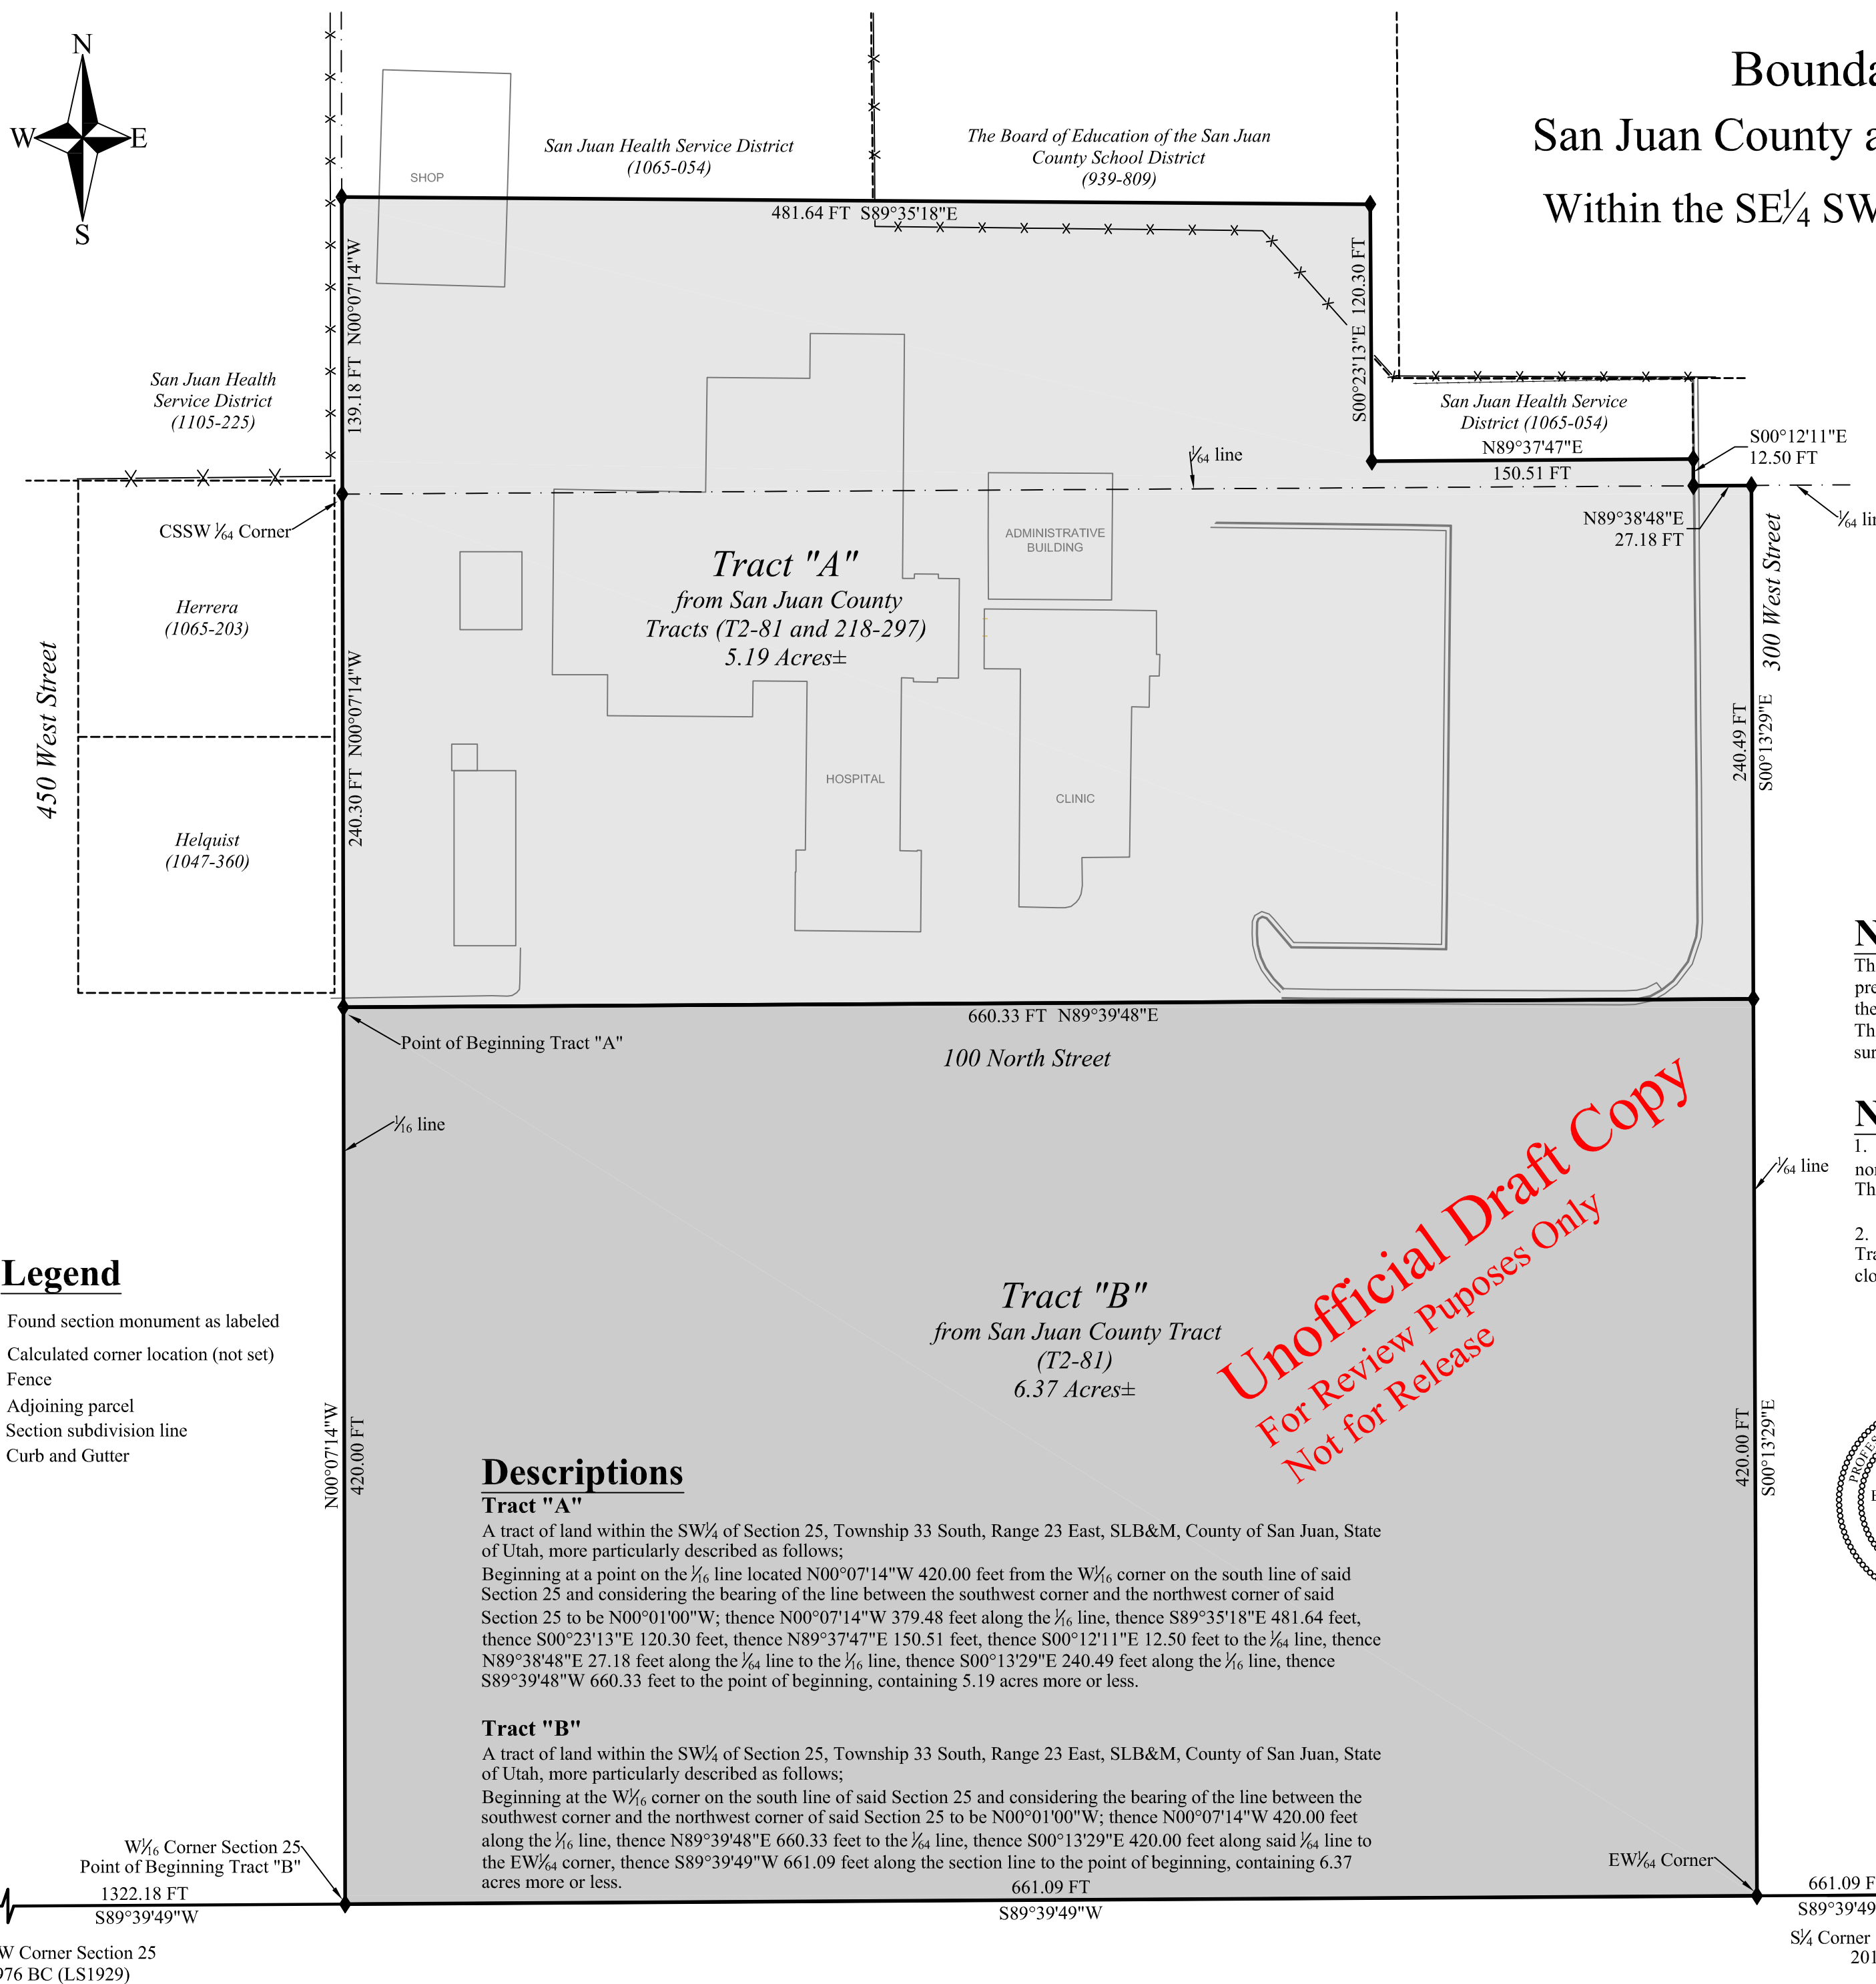 N
W
E
S
Bounda
San Juan County a
Within the SE¼ SW
SHOP
San Juan Health Service District
(1065-054)
The Board of Education of the San Juan
County School District
(939-809)
481.64 FT S89°35'18"E
139.18 FT N00°07'14"W
S00°23'13"E 120.30 FT
San Juan Health
Service District
(1105-225)
San Juan Health Service
District (1065-054)
N89°37'47"E
150.51 FT
S00°12'11"E
12.50 FT
1⁄64 line
CSSW 1⁄64 Corner
N89°38'48"E
27.18 FT
1⁄64 li
300 West Street
ADMINISTRATIVE
BUILDING
Tract "A"
from San Juan County
Tracts (T2-81 and 218-297)
5.19 Acres±
Herrera
(1065-203)
450 West Street
240.30 FT N00°07'14"W
240.49 FT
S00°13'29"E
HOSPITAL
CLINIC
Helquist
(1047-360)
N
Th
pre
the
Th
sur
660.33 FT N89°39'48"E
Point of Beginning Tract "A"
100 North Street
1⁄16 line
1⁄64 line
N
1.
nor
Th
2.
Tra
clo
Unofficial Draft Copy
For Review Puposes Only
Not for Release
Legend
Found section monument as labeled
Calculated corner location (not set)
Fence
Adjoining parcel
Section subdivision line
Curb and Gutter
Tract "B"
from San Juan County Tract
(T2-81)
6.37 Acres±
N00°07'14"W
420.00 FT
420.00 FT
S00°13'29"E
PROFES
Descriptions
Tract "A"
A tract of land within the SW¼ of Section 25, Township 33 South, Range 23 East, SLB&M, County of San Juan, State
of Utah, more particularly described as follows;
Beginning at a point on the 1⁄16 line located N00°07'14"W 420.00 feet from the W1⁄16 corner on the south line of said
Section 25 and considering the bearing of the line between the southwest corner and the northwest corner of said
Section 25 to be N00°01'00"W; thence N00°07'14"W 379.48 feet along the 1⁄16 line, thence S89°35'18"E 481.64 feet,
thence S00°23'13"E 120.30 feet, thence N89°37'47"E 150.51 feet, thence S00°12'11"E 12.50 feet to the 1⁄64 line, thence
N89°38'48"E 27.18 feet along the 1⁄64 line to the 1⁄16 line, thence S00°13'29"E 240.49 feet along the 1⁄16 line, thence
S89°39'48"W 660.33 feet to the point of beginning, containing 5.19 acres more or less.
Tract "B"
A tract of land within the SW¼ of Section 25, Township 33 South, Range 23 East, SLB&M, County of San Juan, State
of Utah, more particularly described as follows;
Beginning at the W1⁄16 corner on the south line of said Section 25 and considering the bearing of the line between the
southwest corner and the northwest corner of said Section 25 to be N00°01'00"W; thence N00°07'14"W 420.00 feet
along the 1⁄16 line, thence N89°39'48"E 660.33 feet to the 1⁄64 line, thence S00°13'29"E 420.00 feet along said 1⁄64 line to
the EW1⁄64 corner, thence S89°39'49"W 661.09 feet along the section line to the point of beginning, containing 6.37
acres more or less.
W1⁄16 Corner Section 25
Point of Beginning Tract "B"
EW1⁄64 Corner
1322.18 FT
S89°39'49"W
661.09 FT
S89°39'49"W
661.09 F
S89°39'49
W Corner Section 25
976 BC (LS1929)
S¼ Corner
201